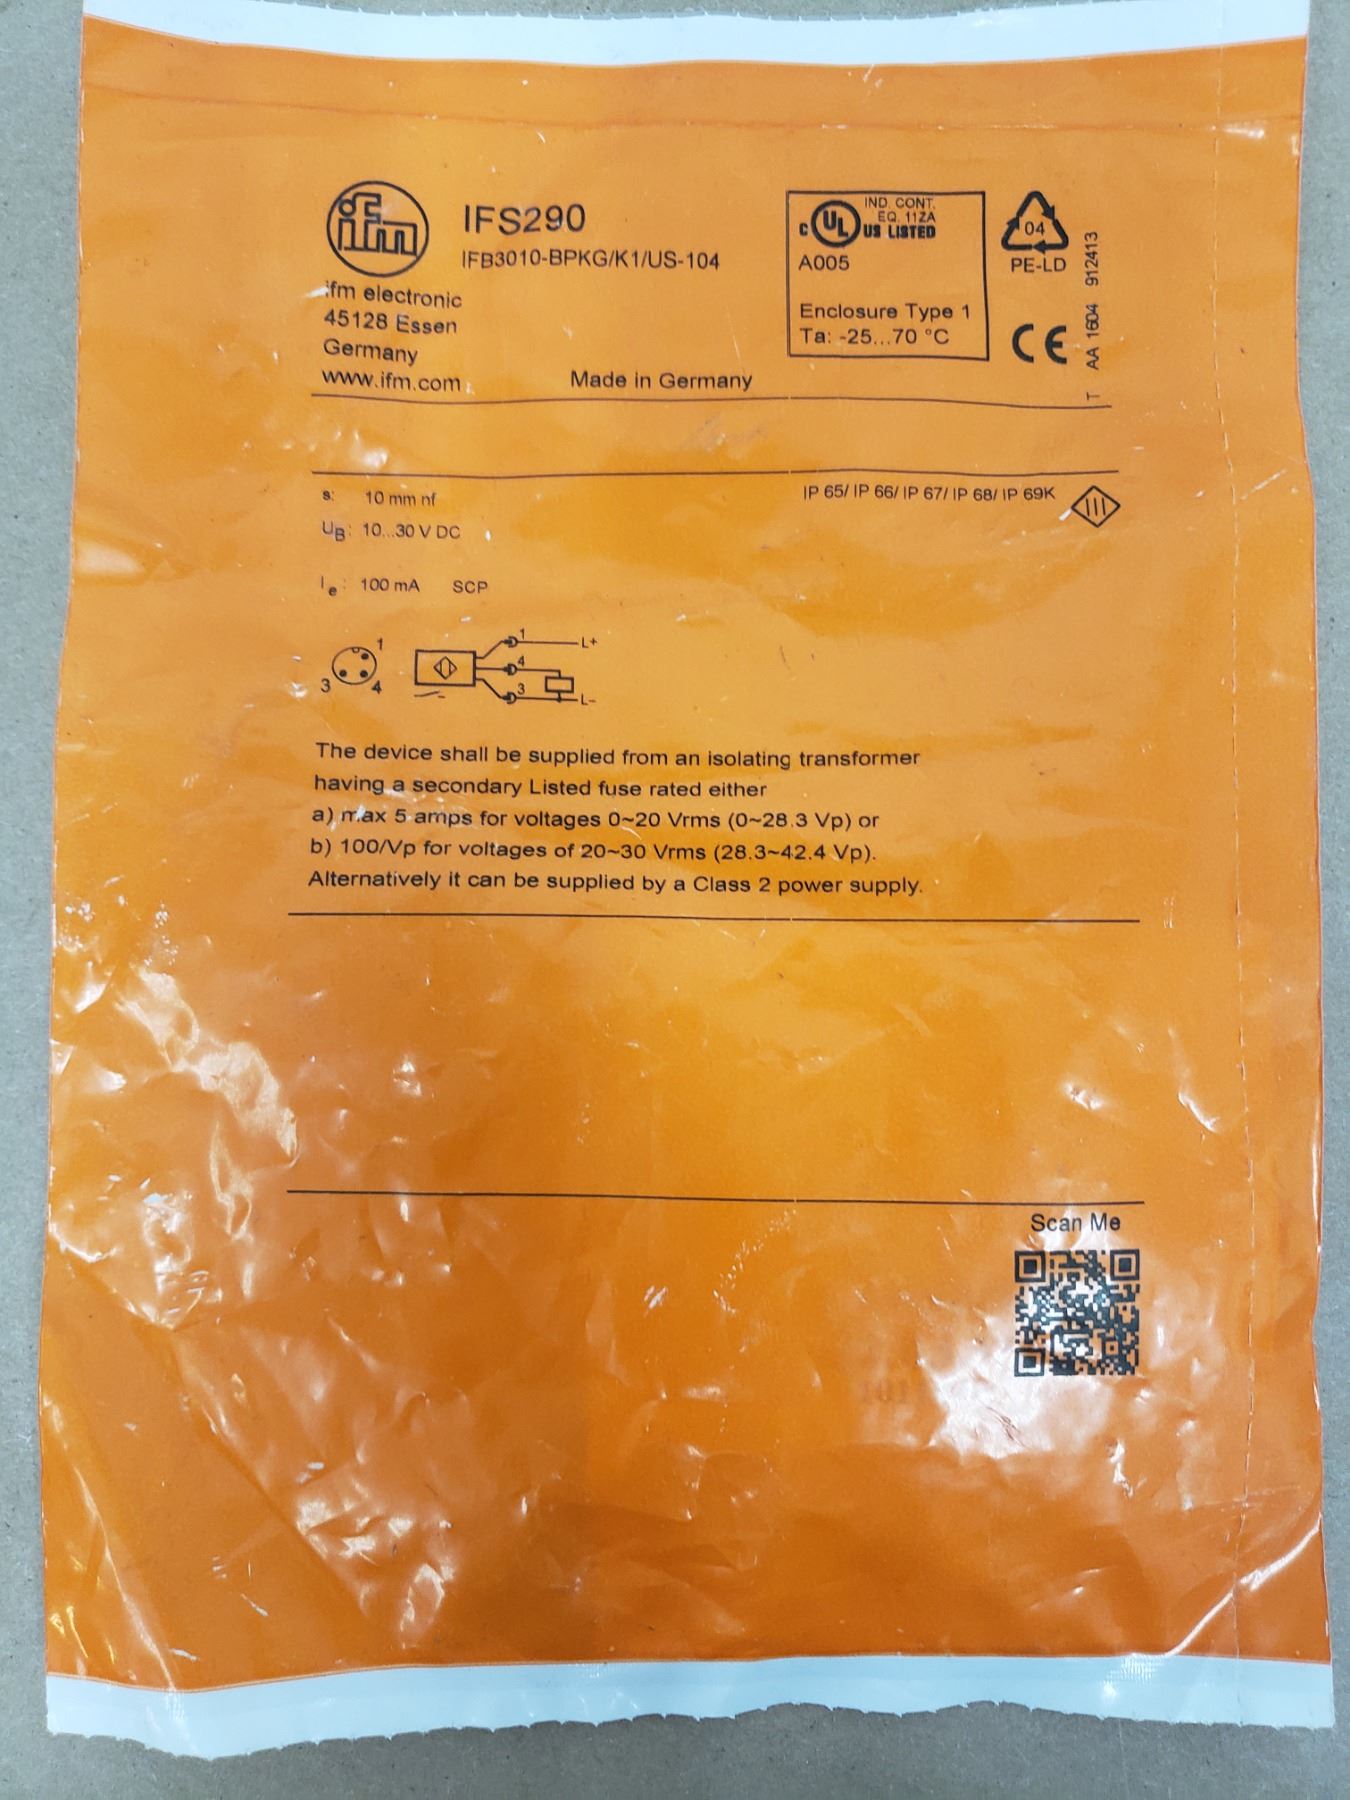 ifm
IFS290
IFB3010-BPKG/K1/US-104
ifm electronic
45128 Essen
Germany
www.ifm.com
Made in Germany
c UL US LISTED
IND. CONT.
EQ. 11ZA
A005
Enclosure Type 1
Ta: -25...70 °C
04
PE-LD
CE
T AA 1604 912413
s: 10 mm nf
UB: 10...30 V DC
Ie: 100 mA SCP
IP 65/ IP 66/ IP 67/ IP 68/ IP 69K
III
1
3
4
1
4
3
L+
L-
The device shall be supplied from an isolating transformer
having a secondary Listed fuse rated either
a) max 5 amps for voltages 0~20 Vrms (0~28.3 Vp) or
b) 100/Vp for voltages of 20~30 Vrms (28.3~42.4 Vp).
Alternatively it can be supplied by a Class 2 power supply.
Scan Me